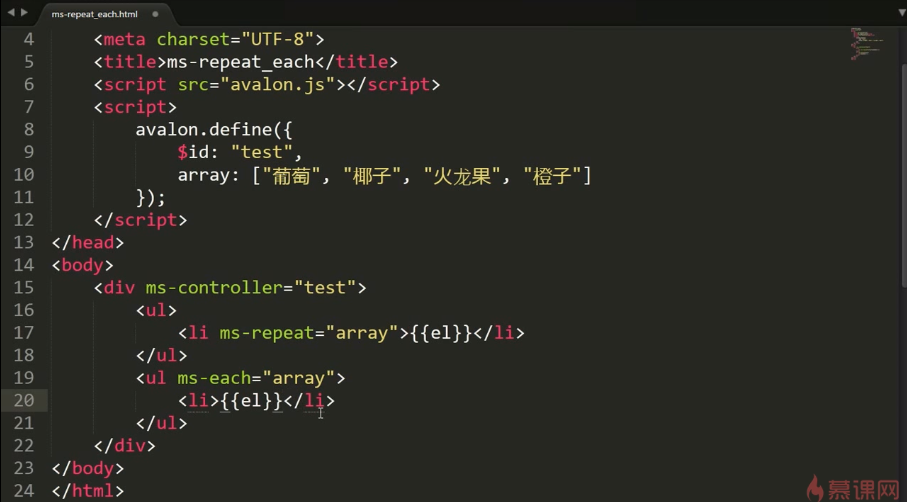 ms-repeat_each.html
4 <meta charset="UTF-8">
5 <title>ms-repeat_each</title>
6 <script src="avalon.js"></script>
7 <script>
8 avalon.define({
9 $id: "test",
10 array: ["葡萄", "椰子", "火龙果", "橙子"]
11 });
12 </script>
13 </head>
14 <body>
15 <div ms-controller="test">
16 <ul>
17 <li ms-repeat="array">{{el}}</li>
18 </ul>
19 <ul ms-each="array">
20 <li>{{el}}</li>
21 </ul>
22 </div>
23 </body>
24 </html>
慕课网